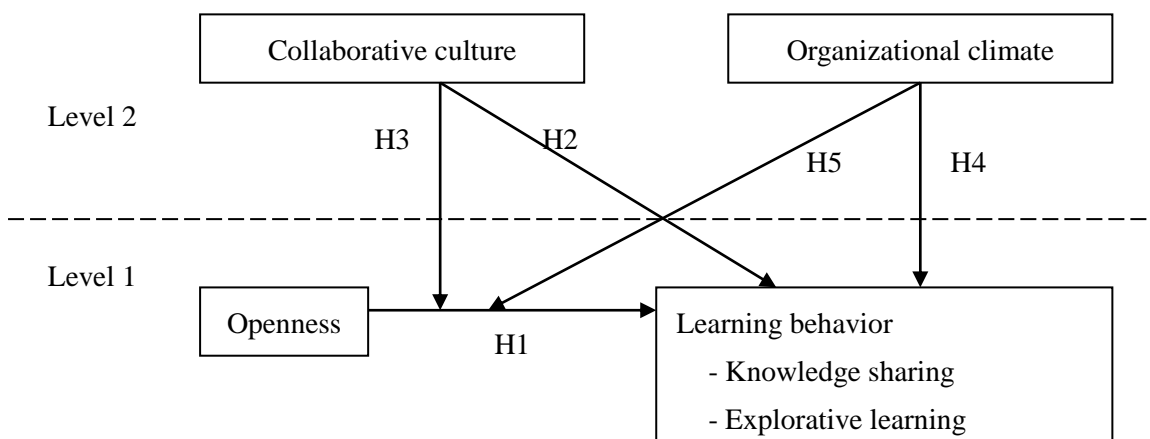 Collaborative culture
Organizational climate
Level 2
H3
H2
H5
H4
Level 1
Openness
H1
Learning behavior
- Knowledge sharing
- Explorative learning